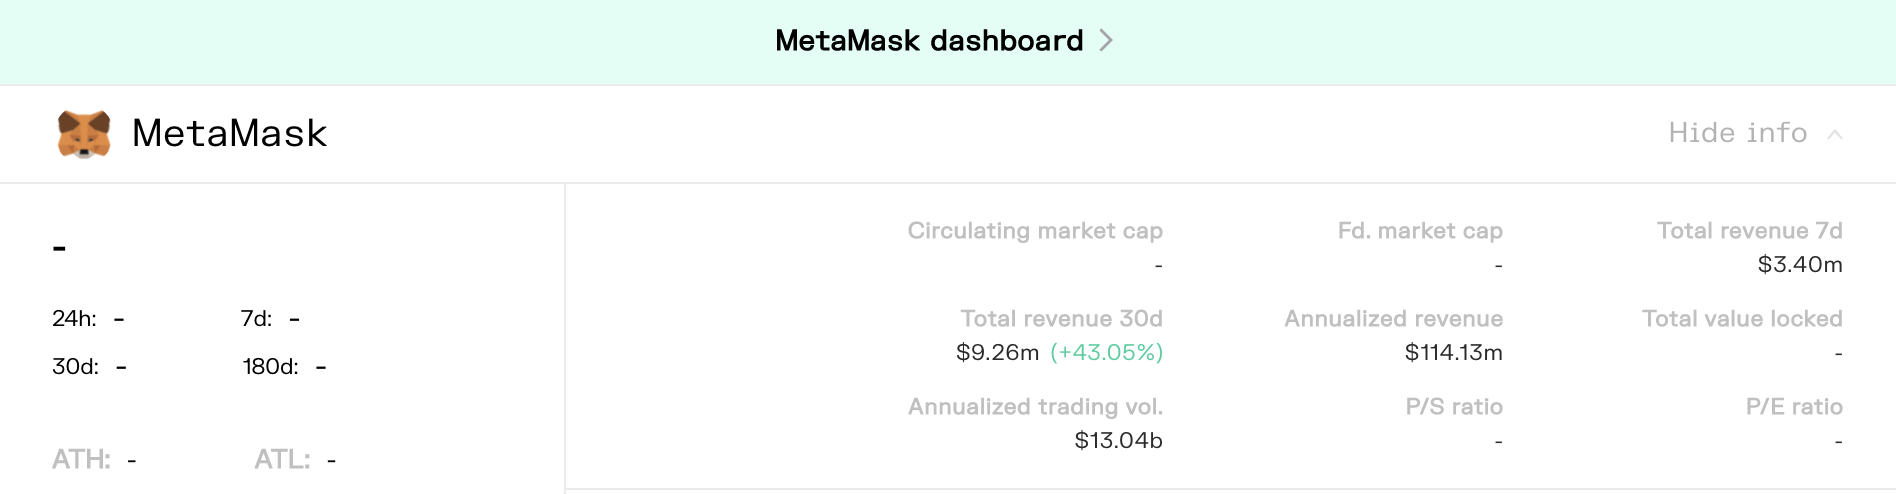 MetaMask dashboard
MetaMask
Hide info
-
24h: -
7d: -
30d: -
180d: -
ATH: -
ATL: -
Circulating market cap
-
Fd. market cap
-
Total revenue 7d
$3.40m
Total revenue 30d
$9.26m (+43.05%)
Annualized revenue
$114.13m
Total value locked
-
Annualized trading vol.
$13.04b
P/S ratio
-
P/E ratio
-